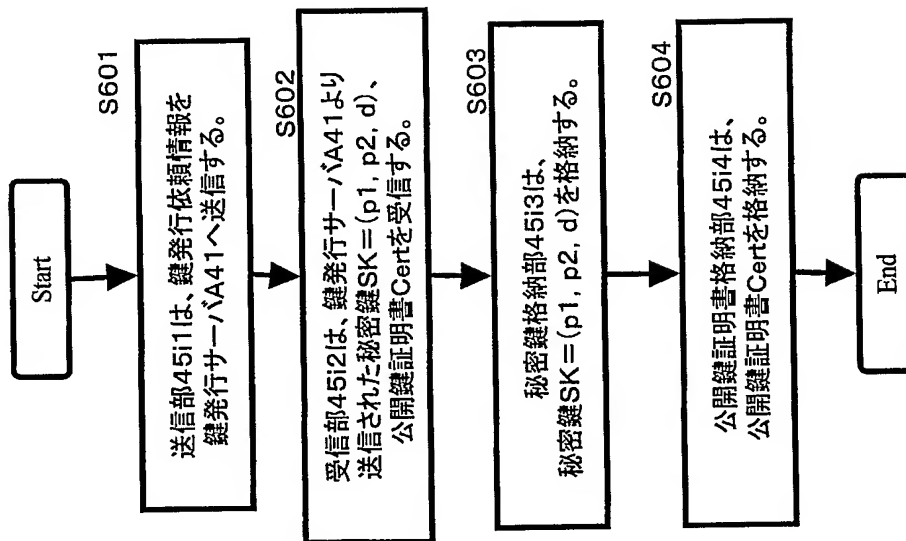 Start
S601
送信部45i1は、鍵発行依頼情報を
鍵発行サーバA41へ送信する。
S602
受信部45i2は、鍵発行サーバA41より
送信された秘密鍵SK=(p1, p2, d)、
公開鍵証明書Certを受信する。
S603
秘密鍵格納部45i3は、
秘密鍵SK=(p1, p2, d)を格納する。
S604
公開鍵証明書格納部45i4は、
公開鍵証明書Certを格納する。
End